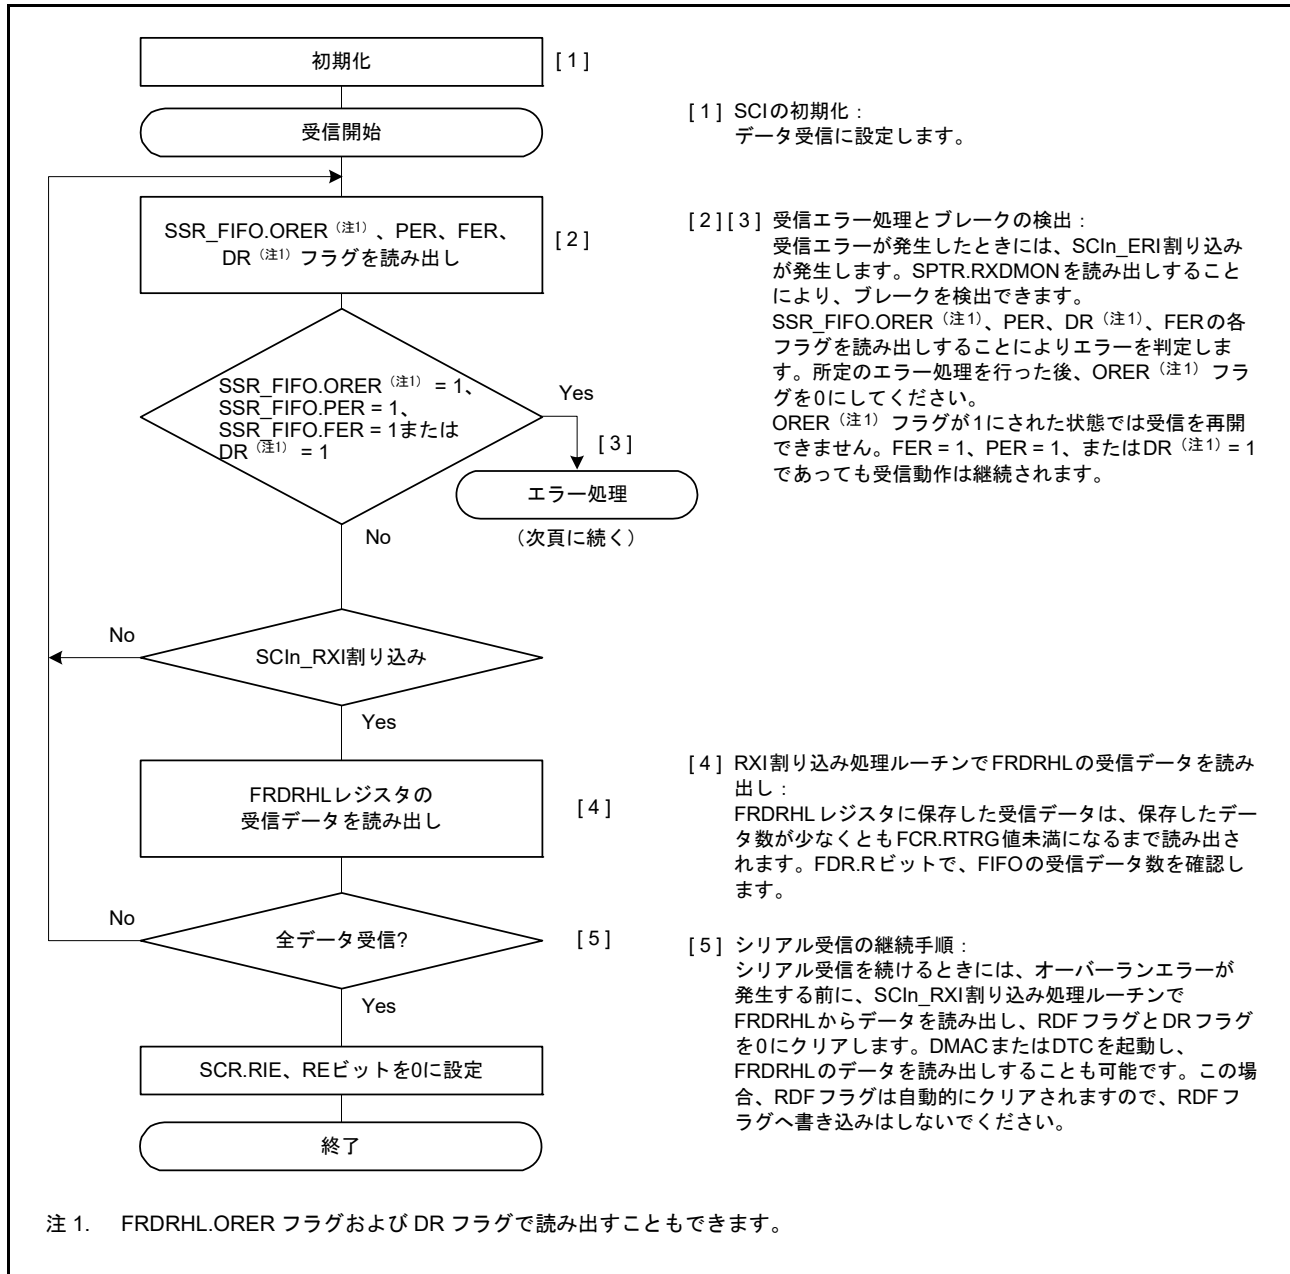 初期化
[ 1 ]
受信開始
SSR_FIFO.ORER（注1）、PER、FER、
DR（注1）フラグを読み出し
[ 2 ]
SSR_FIFO.ORER（注1） = 1、
SSR_FIFO.PER = 1、
SSR_FIFO.FER = 1または
DR（注1） = 1
Yes
[ 3 ]
エラー処理
（次頁に続く）
No
SCIn_RXI割り込み
No
Yes
FRDRHLレジスタの
受信データを読み出し
[ 4 ]
全データ受信?
No
[ 5 ]
Yes
SCR.RIE、REビットを0に設定
終了
[ 1 ] SCIの初期化：
データ受信に設定します。
[ 2 ][ 3 ] 受信エラー処理とブレークの検出：
受信エラーが発生したときには、SCIn_ERI割り込み
が発生します。SPTR.RXDMONを読み出しすること
により、ブレークを検出できます。
SSR_FIFO.ORER（注1）、PER、DR（注1）、FERの各
フラグを読み出しすることによりエラーを判定しま
す。所定のエラー処理を行った後、ORER（注1）フラ
グを0にしてください。
ORER（注1）フラグが1にされた状態では受信を再開
できません。FER = 1、PER = 1、またはDR（注1）= 1
であっても受信動作は継続されます。
[ 4 ] RXI割り込み処理ルーチンでFRDRHLの受信データを読み
出し：
FRDRHLレジスタに保存した受信データは、保存したデー
タ数が少なくともFCR.RTRG値未満になるまで読み出さ
れます。FDR.Rビットで、FIFOの受信データ数を確認し
ます。
[ 5 ] シリアル受信の継続手順：
シリアル受信を続けるときには、オーバーランエラーが
発生する前に、SCIn_RXI割り込み処理ルーチンで
FRDRHLからデータを読み出し、RDFフラグとDRフラグ
を0にクリアします。DMACまたはDTCを起動し、
FRDRHLのデータを読み出しすることも可能です。この場
合、RDFフラグは自動的にクリアされますので、RDFフ
ラグへ書き込みはしないでください。
注 1. FRDRHL.ORER フラグおよび DR フラグで読み出すこともできます。